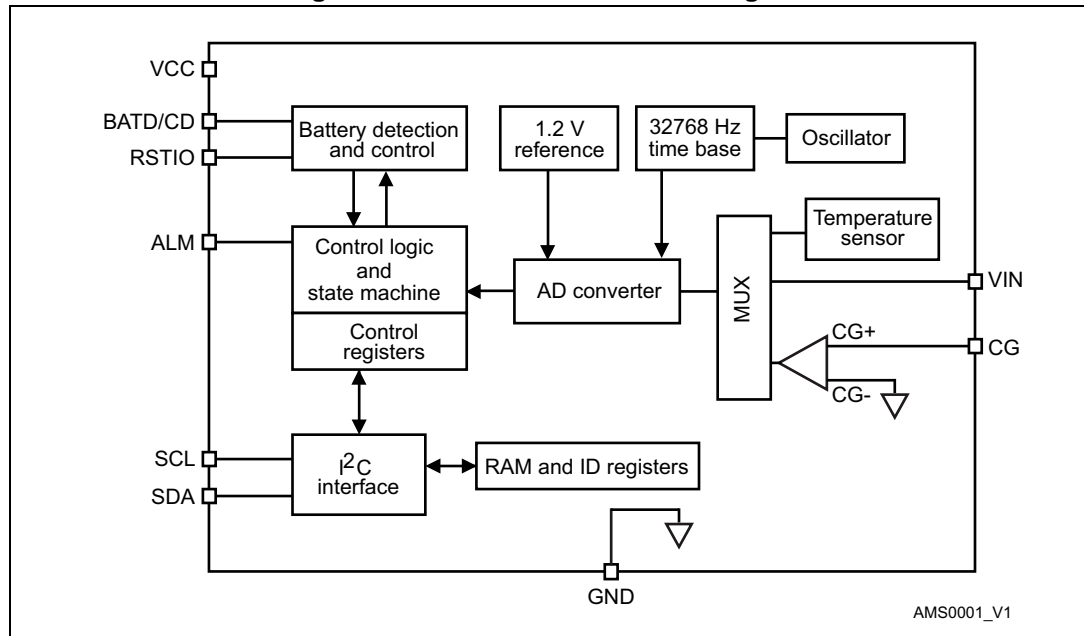 VCC
BATD/CD
RSTIO
Battery detection
and control
1.2 V
reference
32768 Hz
time base
Oscillator
ALM
Control logic
and
state machine
Control
registers
AD converter
MUX
Temperature
sensor
VIN
CG+
CG
CG-
SCL
SDA
I2C
interface
RAM and ID registers
GND
AMS0001_V1